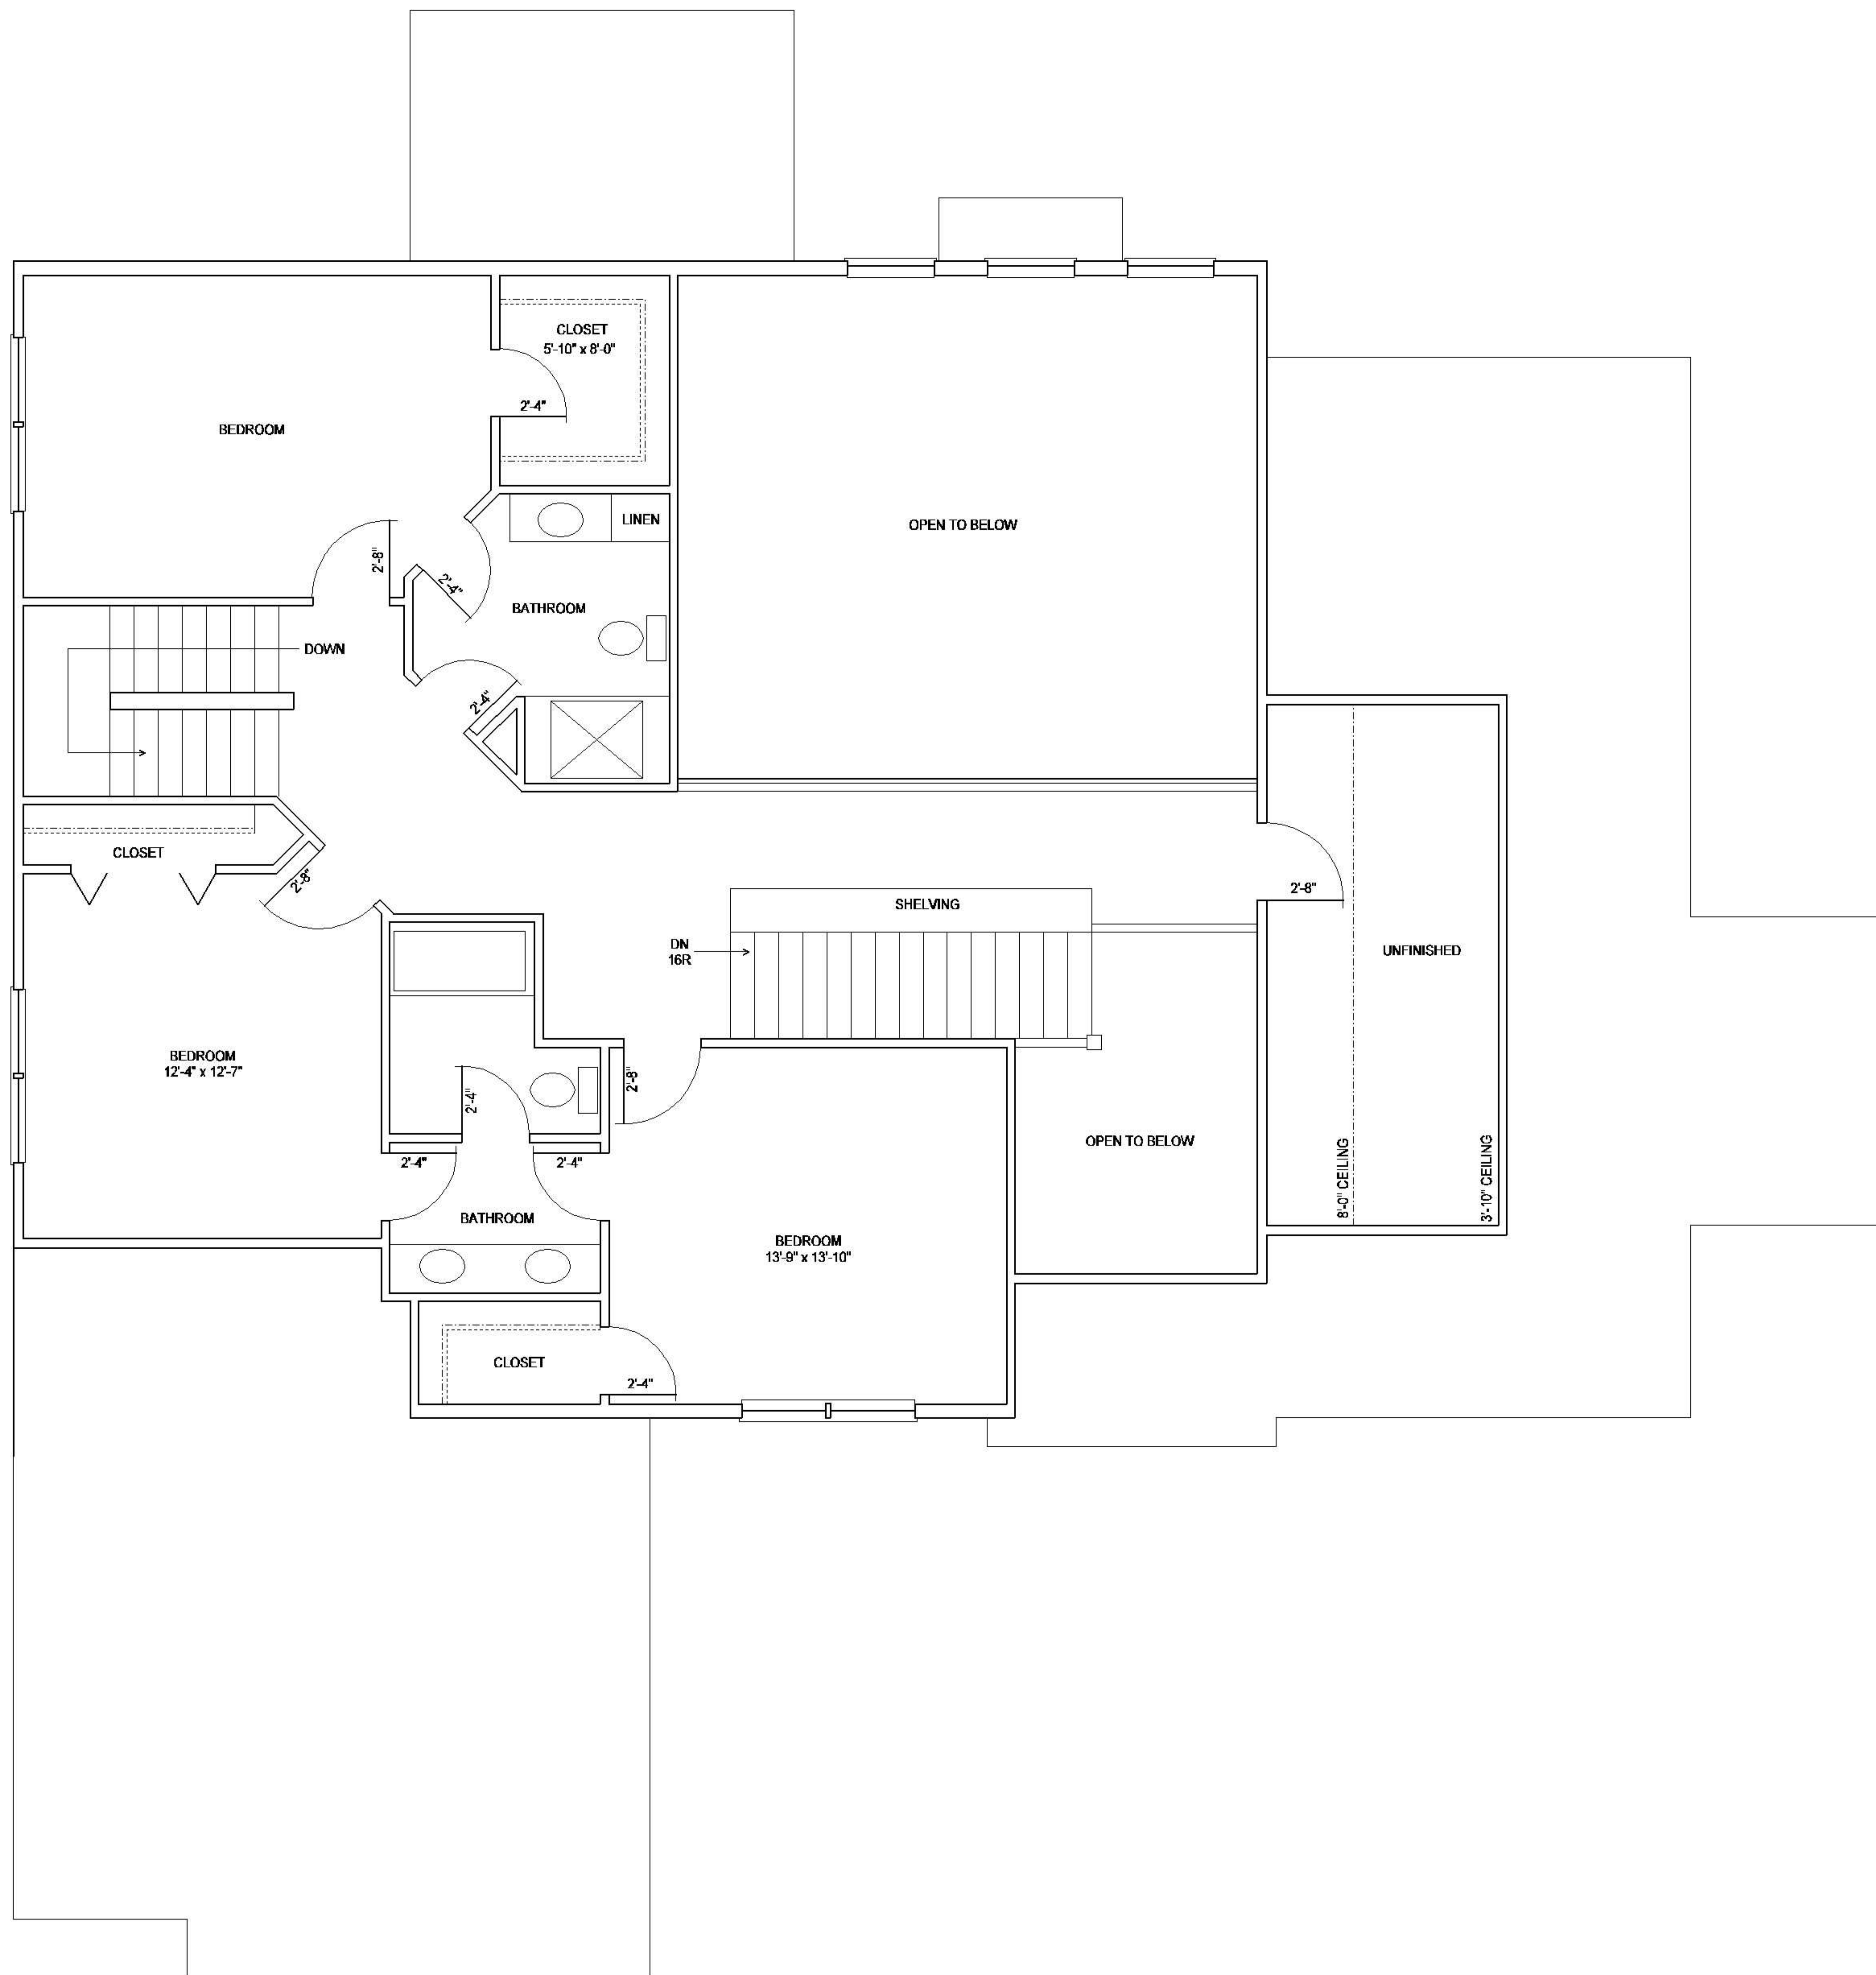 CLOSET
5'-10" x 8'-0"
2'-4"
BEDROOM
LINEN
OPEN TO BELOW
2'-8"
2'-4"
BATHROOM
DOWN
2'-4"
CLOSET
2'-8"
2'-8"
SHELVING
DN
16R
UNFINISHED
BEDROOM
12'-4" x 12'-7"
2'-8"
2'-4"
OPEN TO BELOW
8'-0" CEILING
3'-10" CEILING
2'-4"
2'-4"
BATHROOM
BEDROOM
13'-9" x 13'-10"
CLOSET
2'-4"